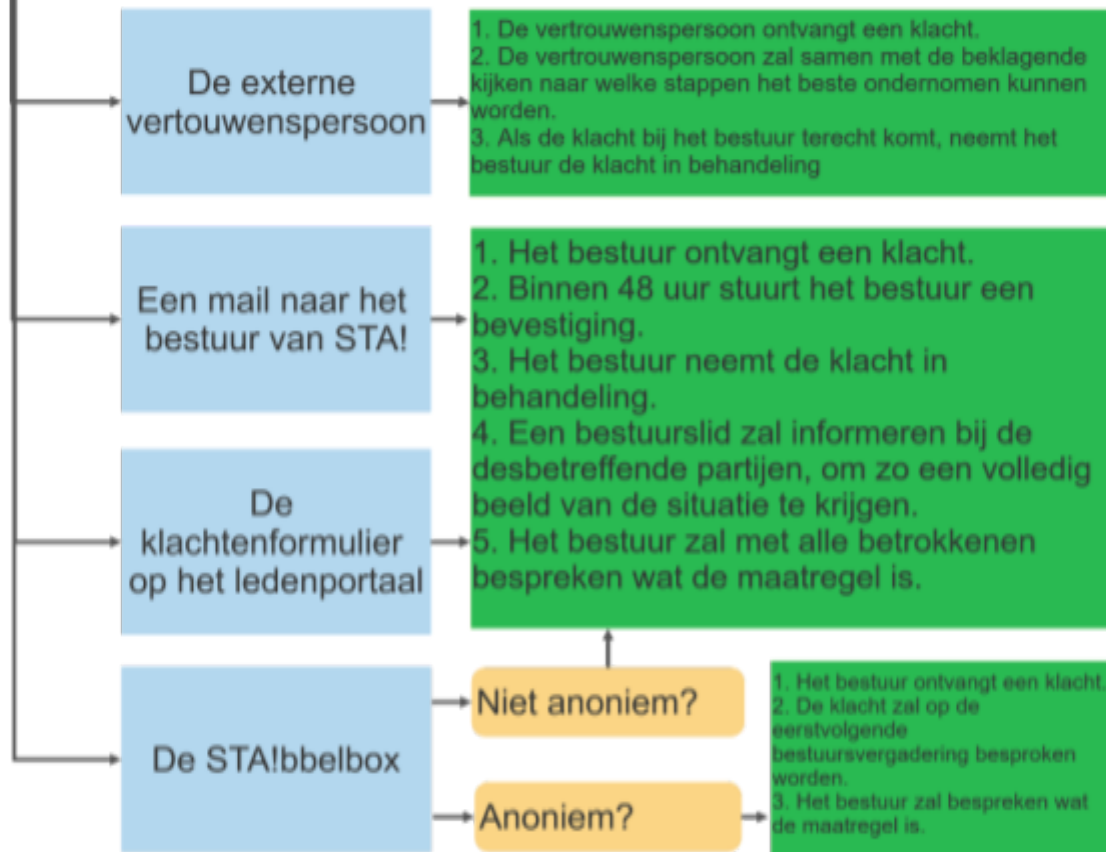 De externe
vertouwenspersoon
1. De vertrouwenspersoon ontvangt een klacht.
2. De vertrouwenspersoon zal samen met de beklagende
kijken naar welke stappen het beste ondernomen kunnen
worden.
3. Als de klacht bij het bestuur terecht komt, neemt het
bestuur de klacht in behandeling
Een mail naar het
bestuur van STA!
1. Het bestuur ontvangt een klacht.
2. Binnen 48 uur stuurt het bestuur een
bevestiging.
3. Het bestuur neemt de klacht in
behandeling.
4. Een bestuurslid zal informeren bij de
desbetreffende partijen, om zo een volledig
beeld van de situatie te krijgen.
5. Het bestuur zal met alle betrokkenen
bespreken wat de maatregel is.
De
klachtenformulier
op het ledenportaal
De STA!bbelbox
Niet anoniem?
Anoniem?
1. Het bestuur ontvangt een klacht.
2. De klacht zal op de
eerstvolgende
bestuursvergadering besproken
worden.
3. Het bestuur zal bespreken wat
de maatregel is.